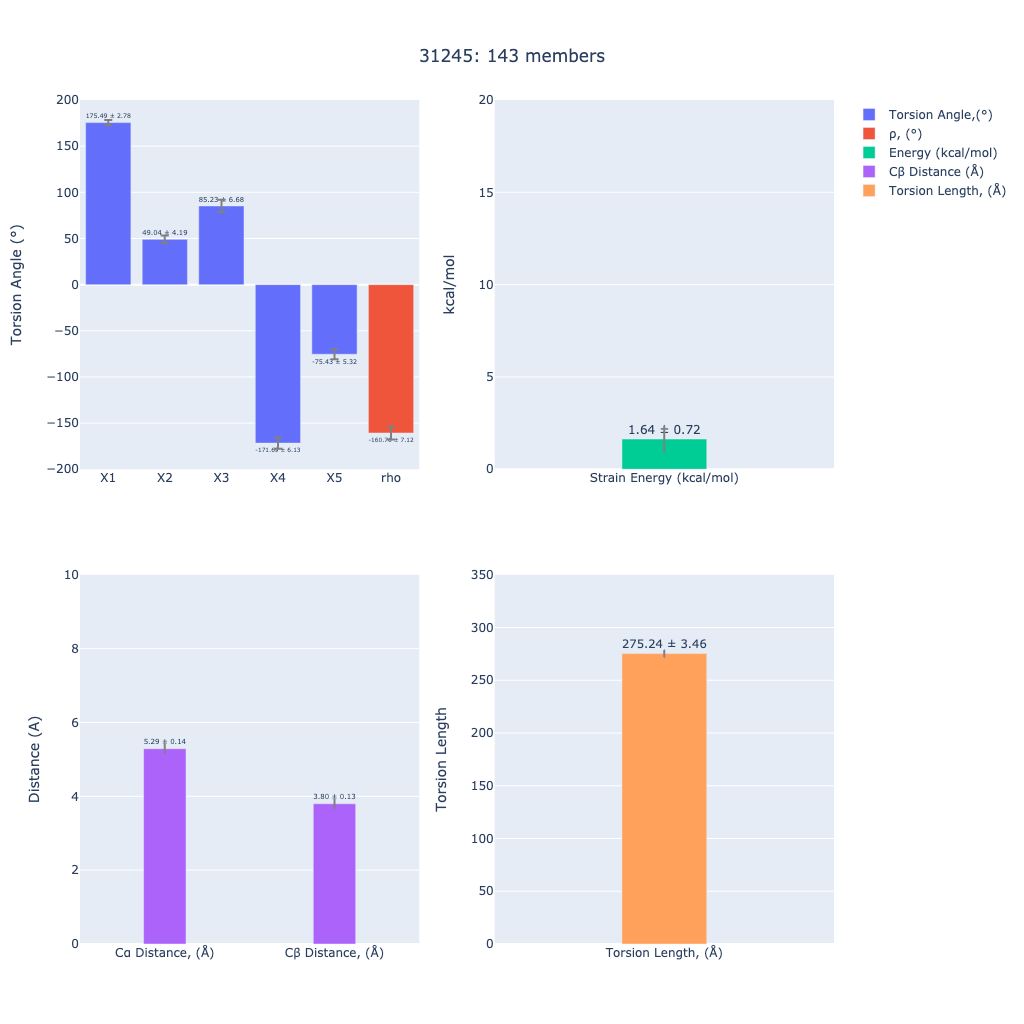 31245: 143 members
Torsion Angle (°)
200
150
100
50
0
−50
−100
−150
−200
175.49 ± 2.78
49.04 ± 4.19
85.23 ± 6.68
-75.43 ± 5.32
X1 X2 X3 X4 X5 rho
kcal/mol
20
15
10
5
0
1.64 ± 0.72
Strain Energy (kcal/mol)
Torsion Angle,(°)
ρ, (°)
Energy (kcal/mol)
Cβ Distance (Å)
Torsion Length, (Å)
Distance (A)
10
8
6
4
2
0
5.29 ± 0.14
3.80 ± 0.13
Cα Distance, (Å) Cβ Distance, (Å)
Torsion Length
350
300
250
200
150
100
50
0
275.24 ± 3.46
Torsion Length, (Å)